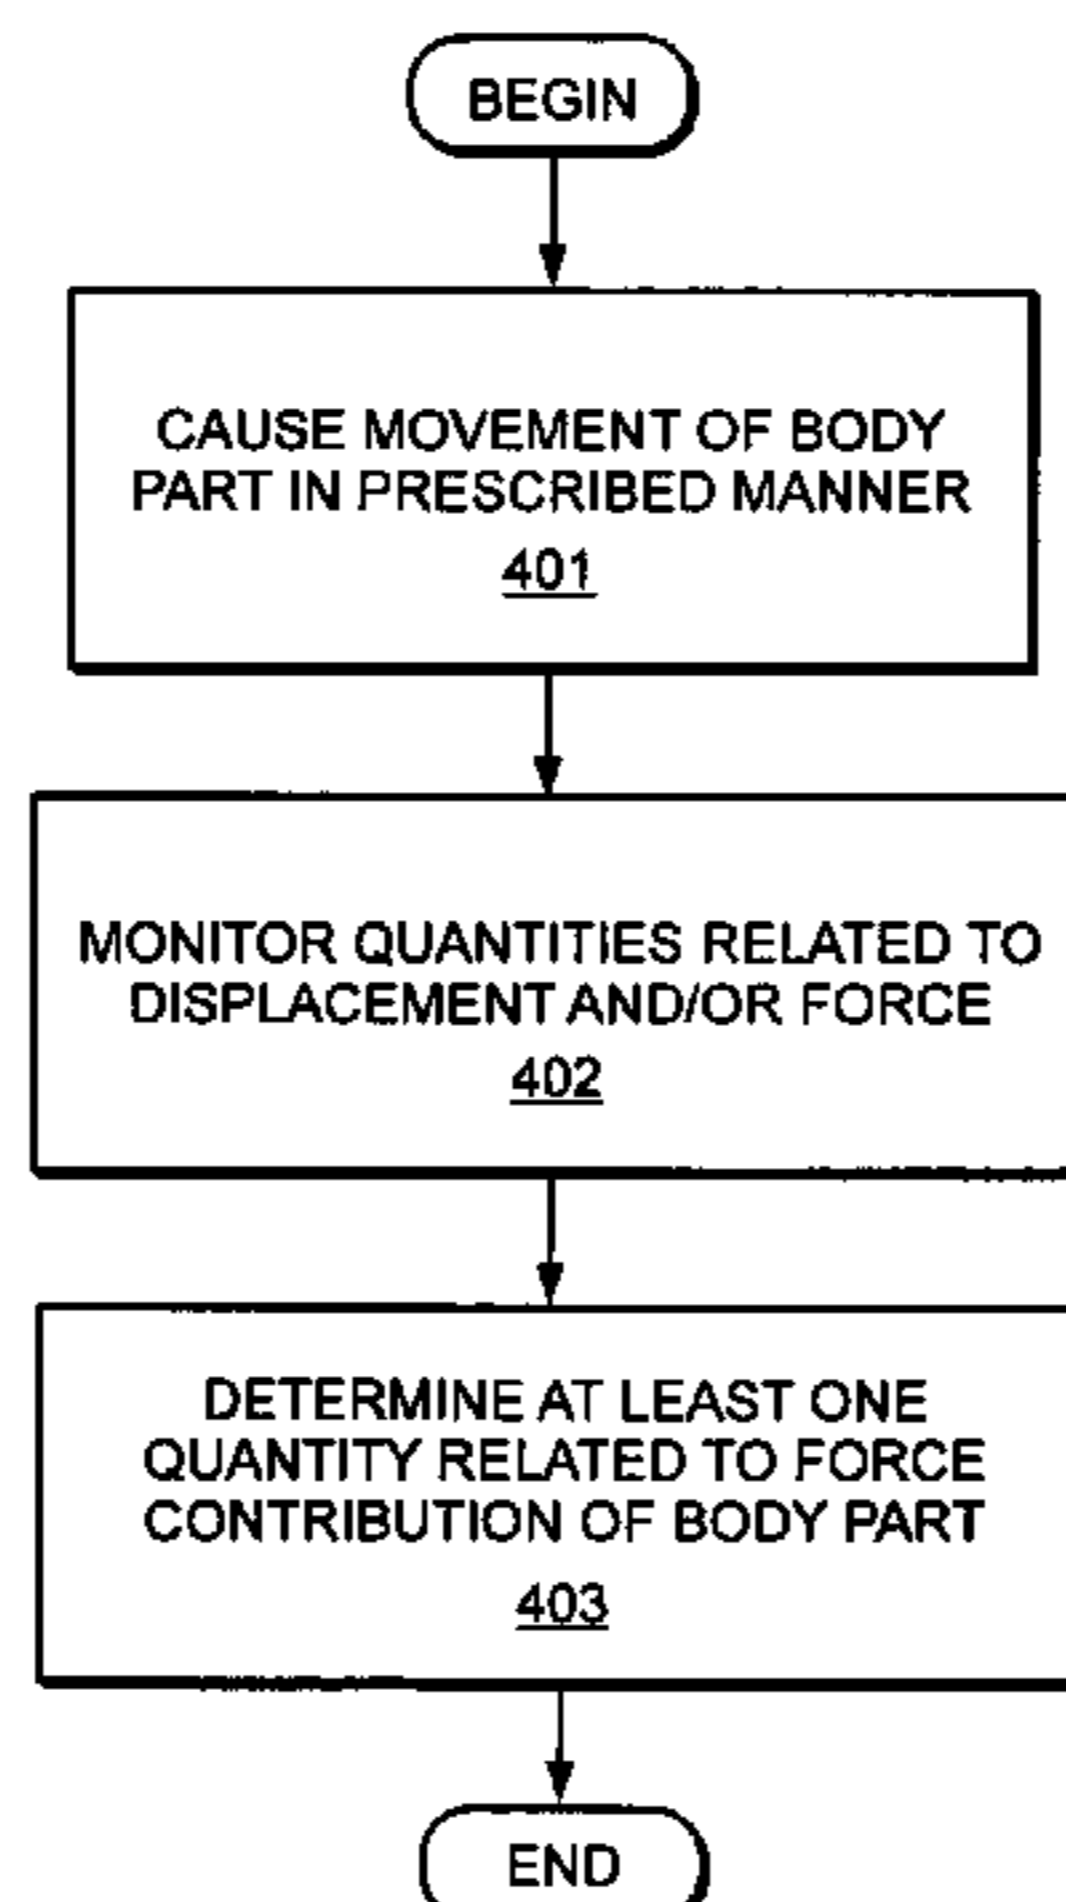 BEGIN
CAUSE MOVEMENT OF BODY
PART IN PRESCRIBED MANNER
401
MONITOR QUANTITIES RELATED TO
DISPLACEMENT AND/OR FORCE
402
DETERMINE AT LEAST ONE
QUANTITY RELATED TO FORCE
CONTRIBUTION OF BODY PART
403
END